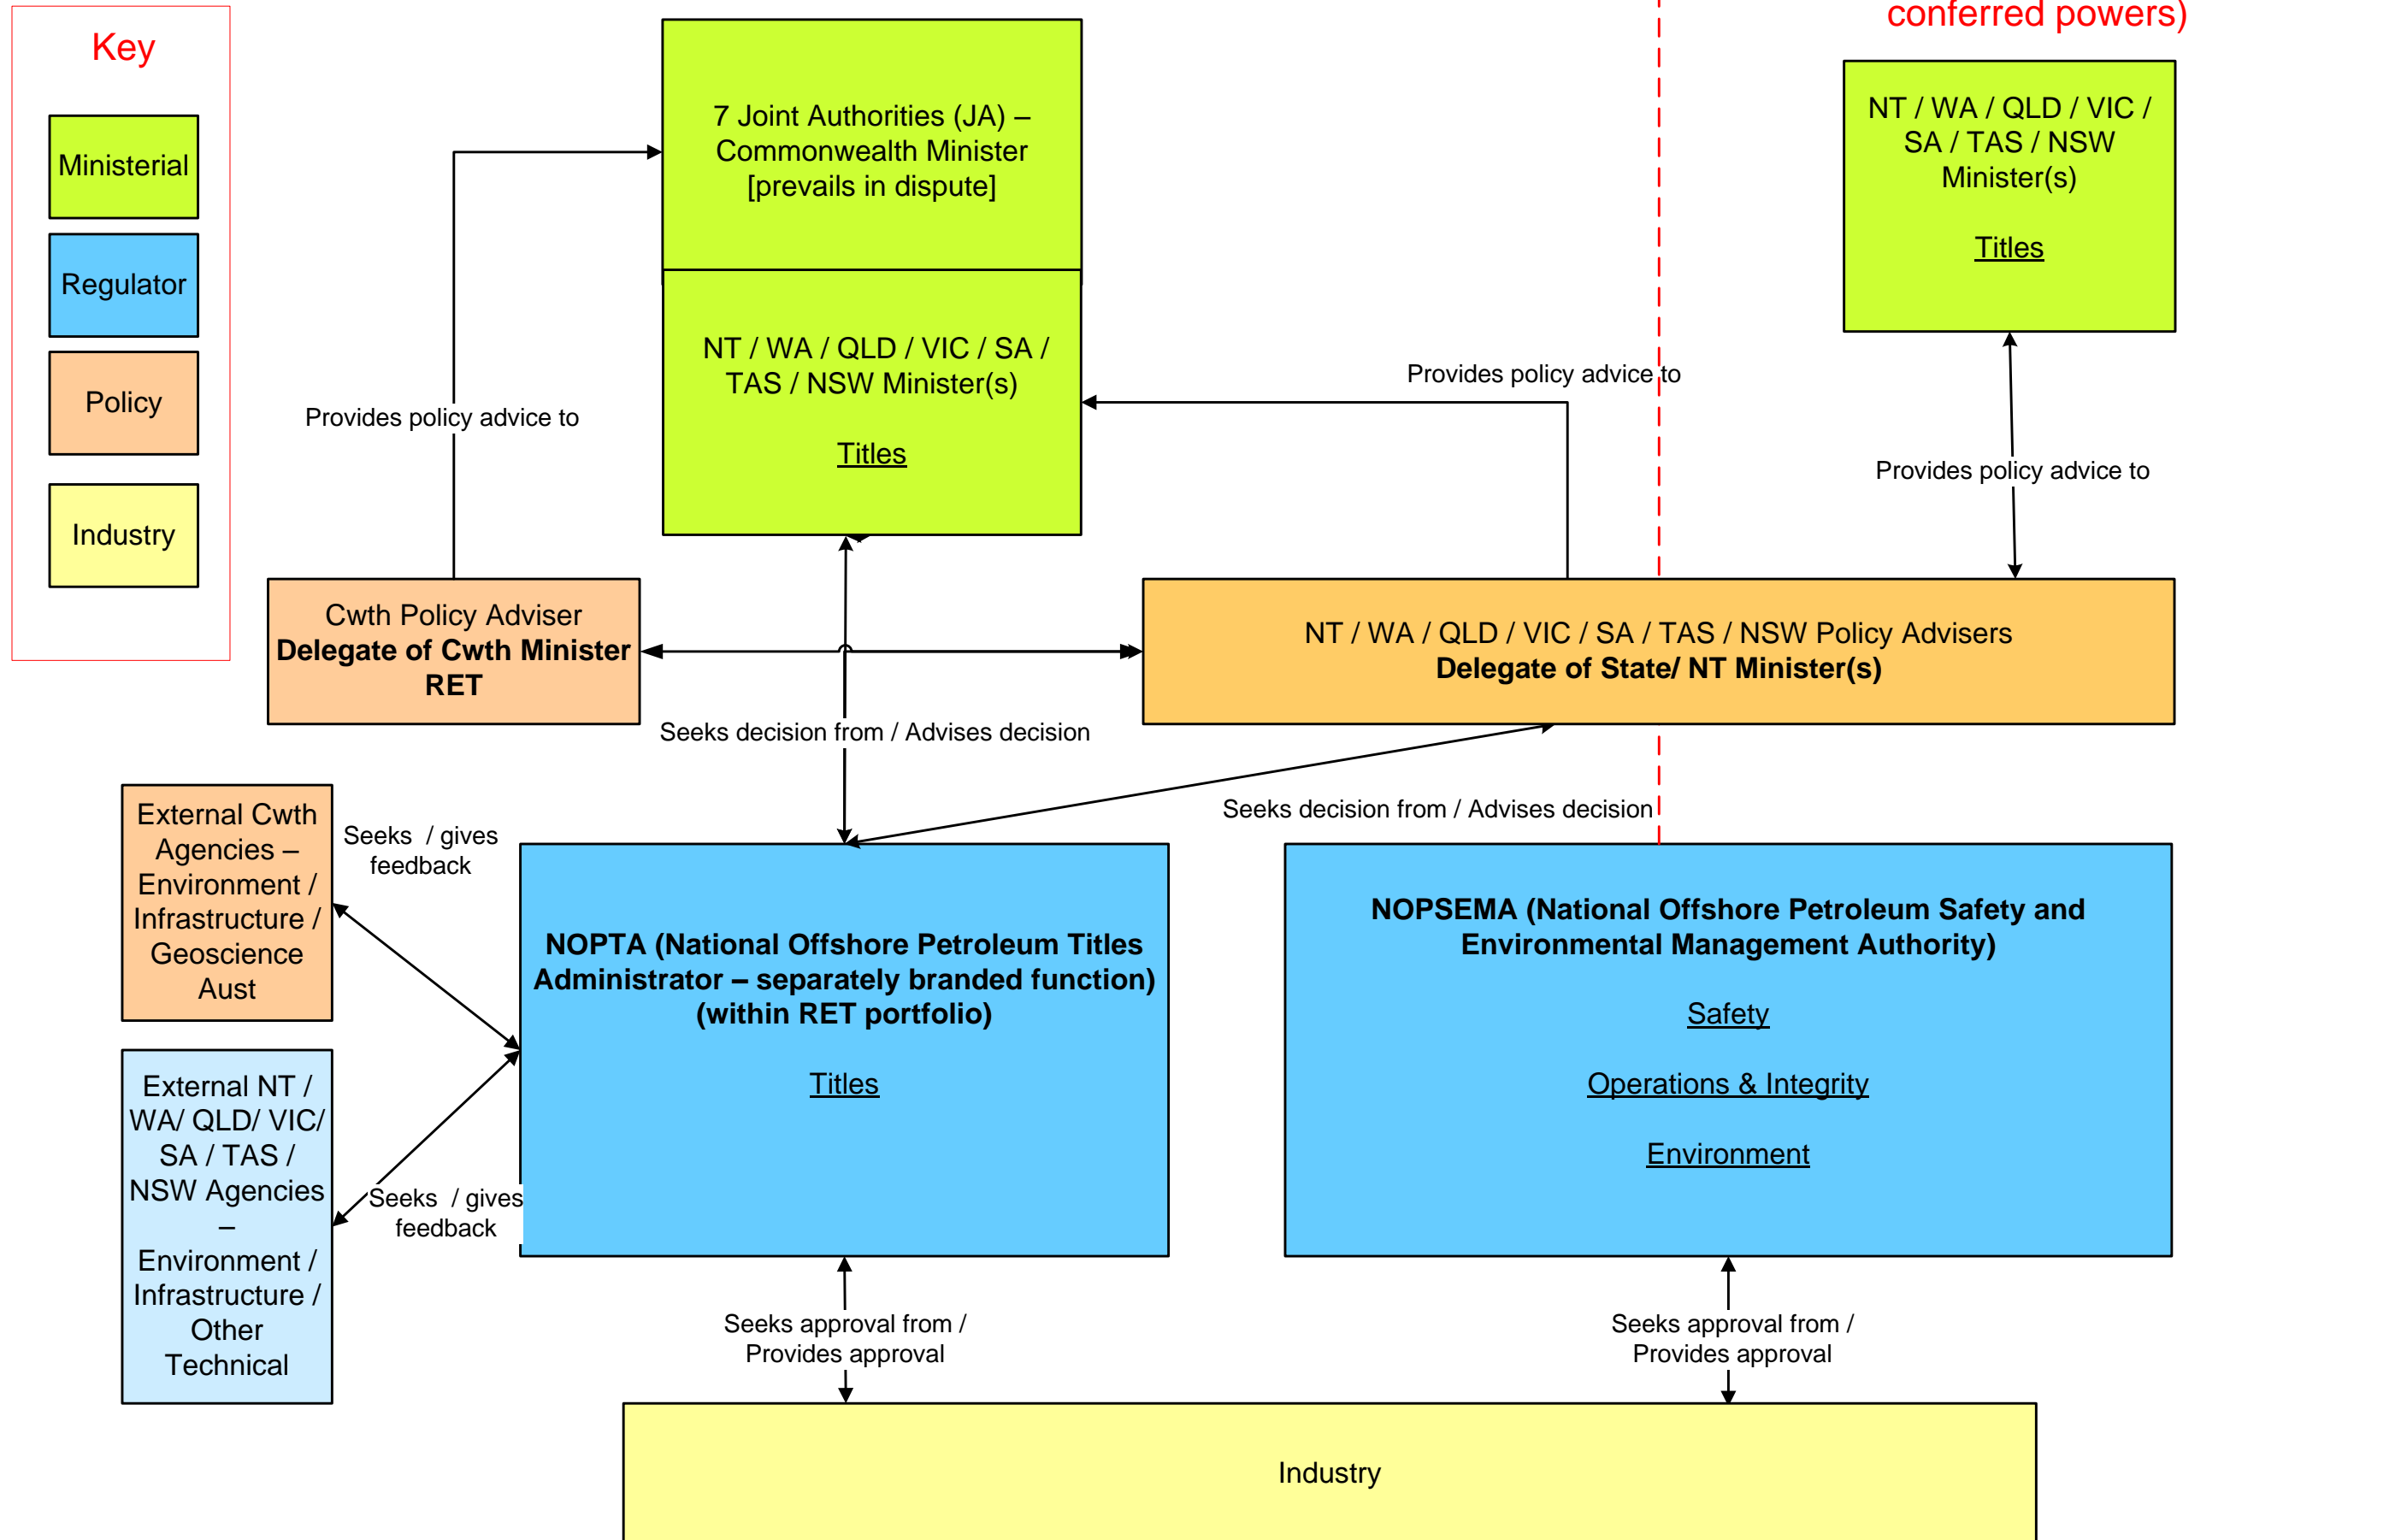 conferred powers)
Key
Ministerial
Regulator
Policy
Industry
7 Joint Authorities (JA) –
Commonwealth Minister
[prevails in dispute]
NT / WA / QLD / VIC / SA /
TAS / NSW Minister(s)
Titles
NT / WA / QLD / VIC /
SA / TAS / NSW
Minister(s)
Titles
Provides policy advice to
Provides policy advice to
Provides policy advice to
Cwth Policy Adviser
Delegate of Cwth Minister
RET
NT / WA / QLD / VIC / SA / TAS / NSW Policy Advisers
Delegate of State/ NT Minister(s)
Seeks decision from / Advises decision
Seeks decision from / Advises decision
External Cwth
Agencies –
Environment /
Infrastructure /
Geoscience
Aust
Seeks / gives
feedback
External NT /
WA/ QLD/ VIC/
SA / TAS /
NSW Agencies
–
Environment /
Infrastructure /
Other
Technical
Seeks / gives
feedback
NOPTA (National Offshore Petroleum Titles
Administrator – separately branded function)
(within RET portfolio)
Titles
NOPSEMA (National Offshore Petroleum Safety and
Environmental Management Authority)
Safety
Operations & Integrity
Environment
Seeks approval from /
Provides approval
Seeks approval from /
Provides approval
Industry